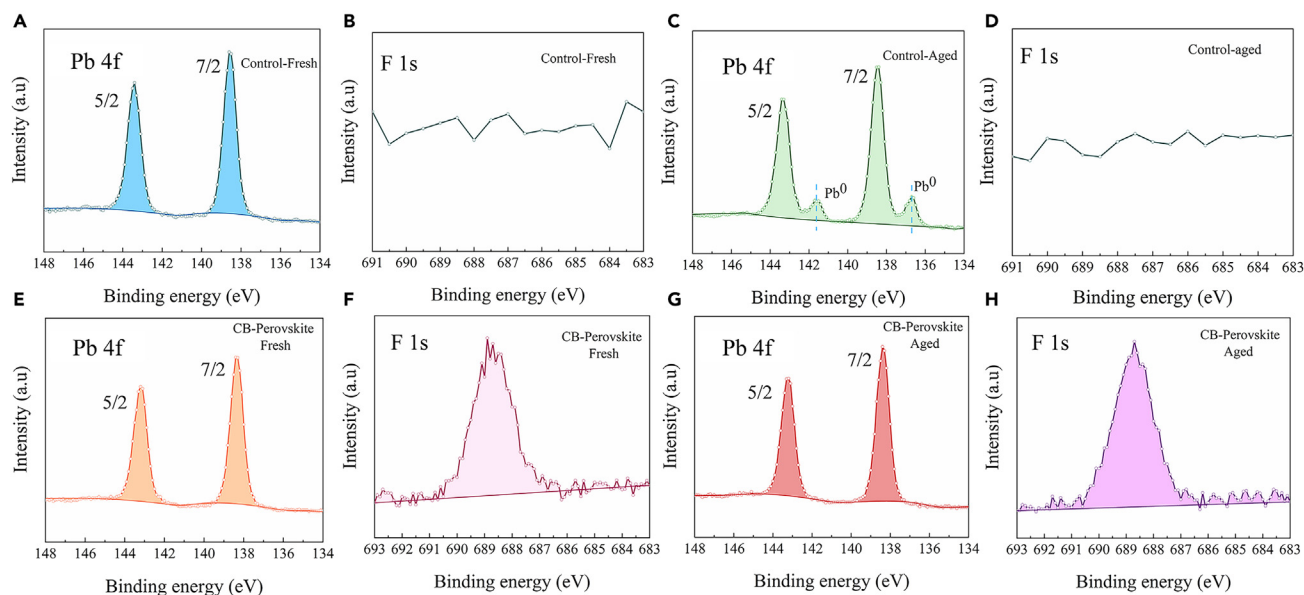 A
Pb 4f
7/2
Control-Fresh
5/2
Intensity (a.u)
148 146 144 142 140 138 136 134
Binding energy (eV)
B
F 1s
Control-Fresh
Intensity (a.u)
691 690 689 688 687 686 685 684 683
Binding energy (eV)
C
Pb 4f
7/2
Control-Aged
5/2
Pb0
Pb0
Intensity (a.u)
148 146 144 142 140 138 136 134
Binding energy (eV)
D
F 1s
Control-aged
Intensity (a.u)
691 690 689 688 687 686 685 684 683
Binding energy (eV)
E
Pb 4f
CB-Perovskite
Fresh
7/2
5/2
Intensity (a.u)
148 146 144 142 140 138 136 134
Binding energy (eV)
F
F 1s
CB-Perovskite
Fresh
Intensity (a.u)
693 692 691 690 689 688 687 686 685 684 683
Binding energy (eV)
G
Pb 4f
CB-Perovskite
Aged
7/2
5/2
Intensity (a.u)
148 146 144 142 140 138 136 134
Binding energy (eV)
H
F 1s
CB-Perovskite
Aged
Intensity (a.u)
693 692 691 690 689 688 687 686 685 684 683
Binding energy (eV)